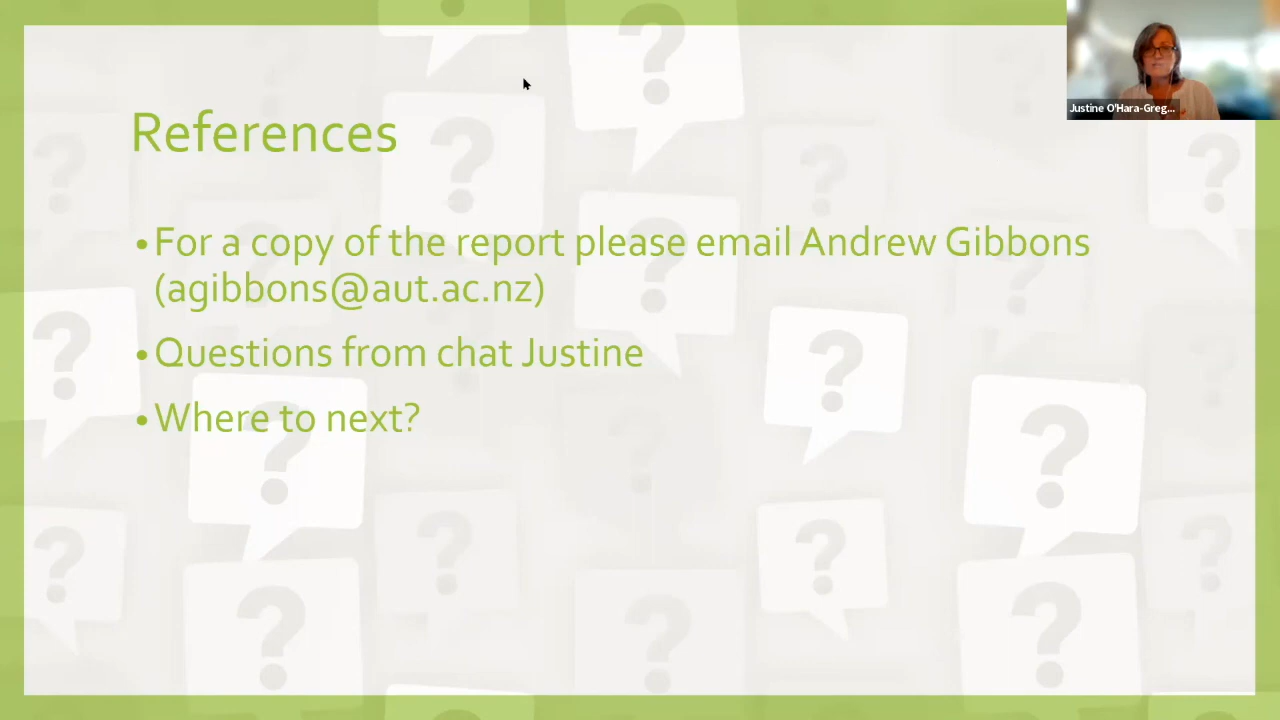 Justine O'Hara-Greg...
References
•For a copy of the report please email Andrew Gibbons
(agibbons@aut.ac.nz)
•Questions from chat Justine
•Where to next?